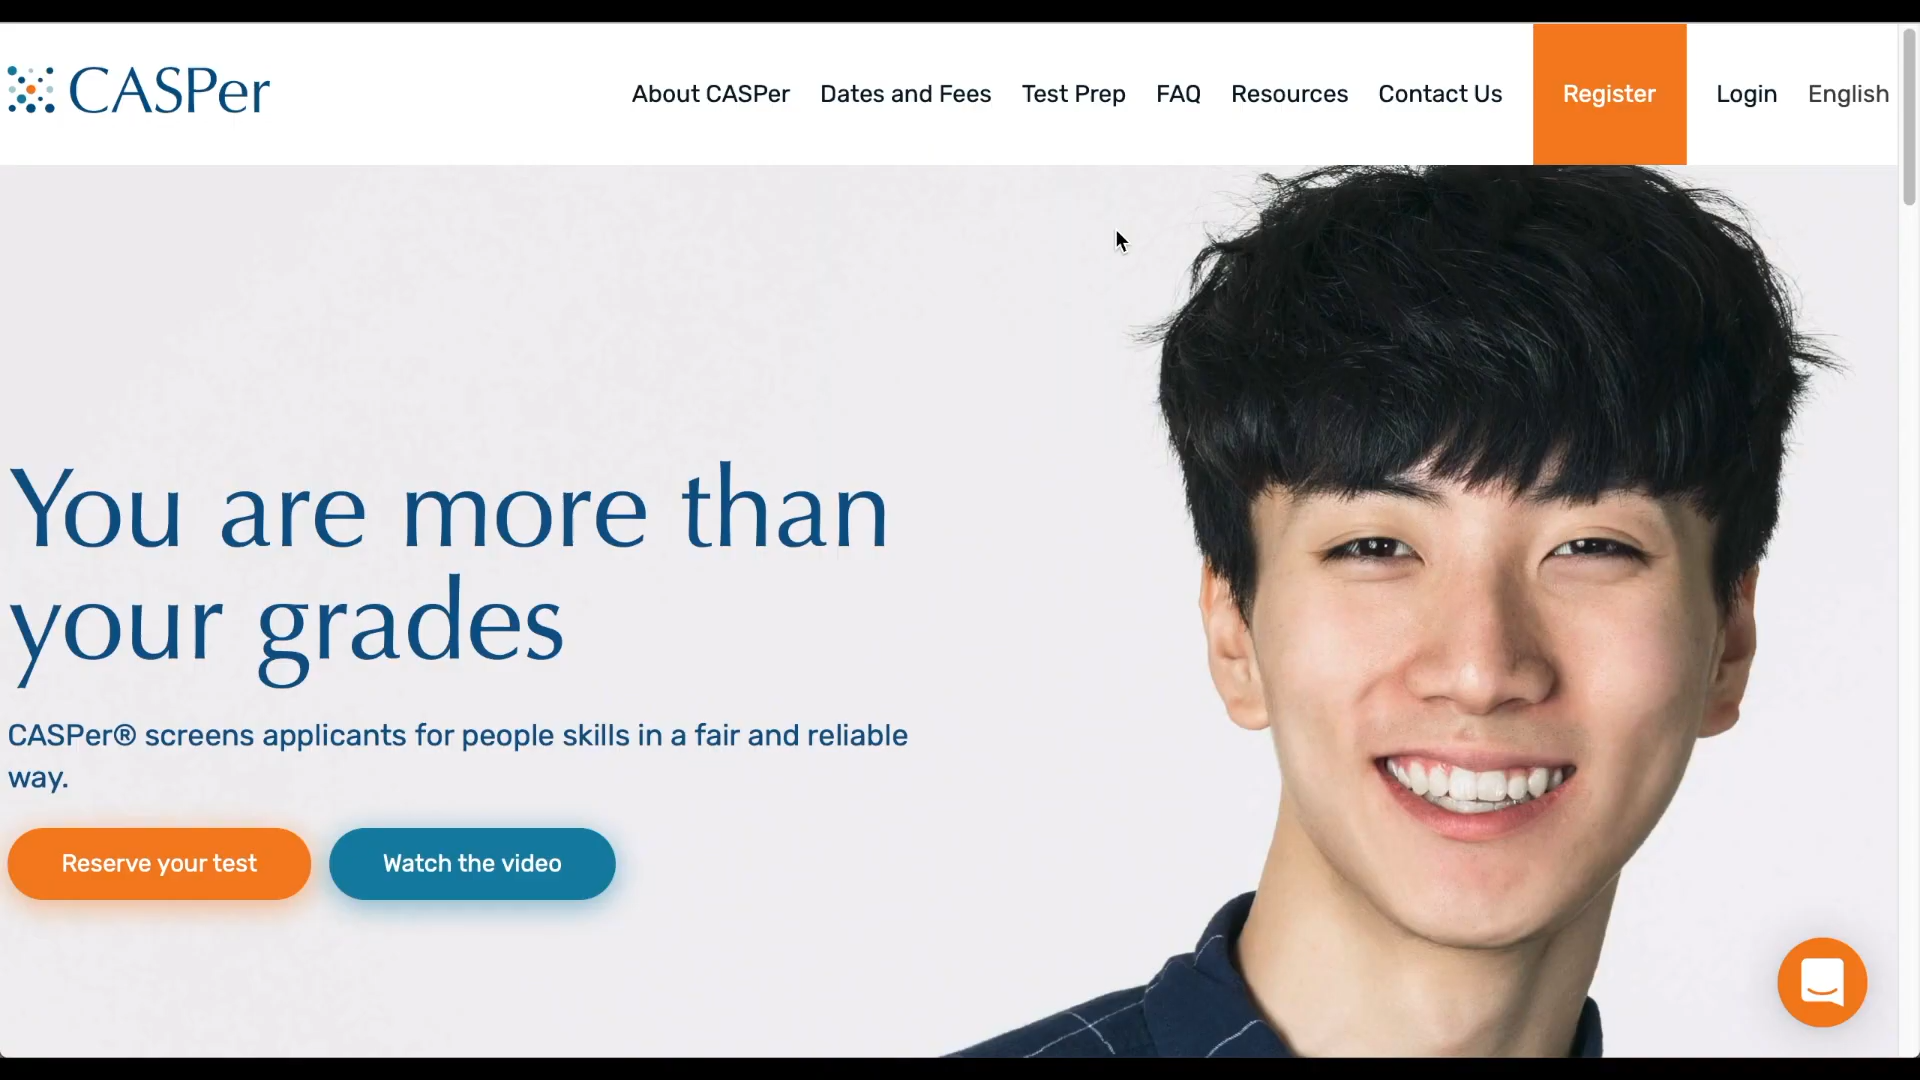 CASPer
About CASPer
Dates and Fees
Test Prep
FAQ
Resources
Contact Us
Register
Login
English
You are more than
your grades
CASPer® screens applicants for people skills in a fair and reliable
way.
Reserve your test
Watch the video